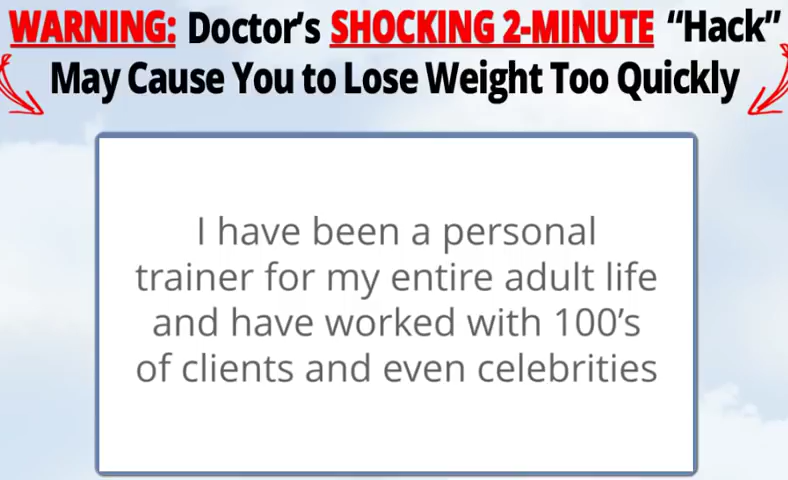 WARNING: Doctor's SHOCKING 2-MINUTE “Hack”
May Cause You to Lose Weight Too Quickly
I have been a personal
trainer for my entire adult life
and have worked with 100’s
of clients and even celebrities